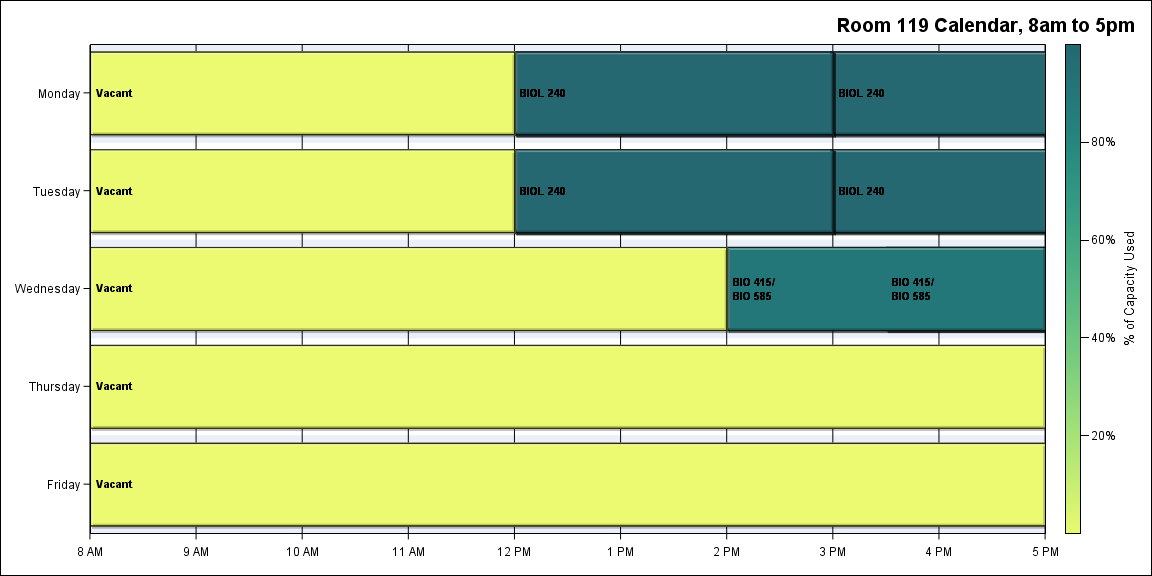 Room 119 Calendar, 8am to 5pm
Monday
Vacant
BIOL 240
BIOL 240
Tuesday
Vacant
BIOL 240
BIOL 240
Wednesday
Vacant
BIO 415/
BIO 585
BIO 415/
BIO 585
Thursday
Vacant
Friday
Vacant
8 AM
9 AM
10 AM
11 AM
12 PM
1 PM
2 PM
3 PM
4 PM
5 PM
80%
60%
40%
20%
% of Capacity Used